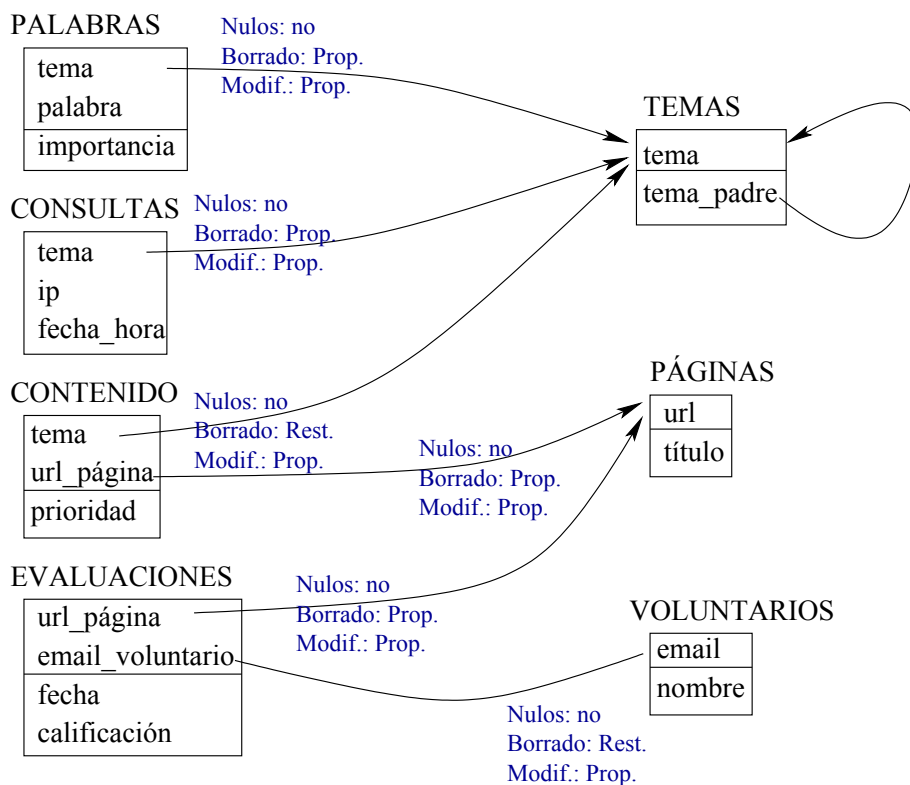 PALABRAS
tema
palabra
importancia
Nulos: no
Borrado: Prop.
Modif.: Prop.
TEMAS
tema
tema_padre
CONSULTAS
tema
ip
fecha_hora
Nulos: no
Borrado: Prop.
Modif.: Prop.
CONTENIDO
tema
url_página
prioridad
Nulos: no
Borrado: Rest.
Modif.: Prop.
Nulos: no
Borrado: Prop.
Modif.: Prop.
PÁGINAS
url
título
EVALUACIONES
url_página
email_voluntario
fecha
calificación
Nulos: no
Borrado: Prop.
Modif.: Prop.
VOLUNTARIOS
email
nombre
Nulos: no
Borrado: Rest.
Modif.: Prop.